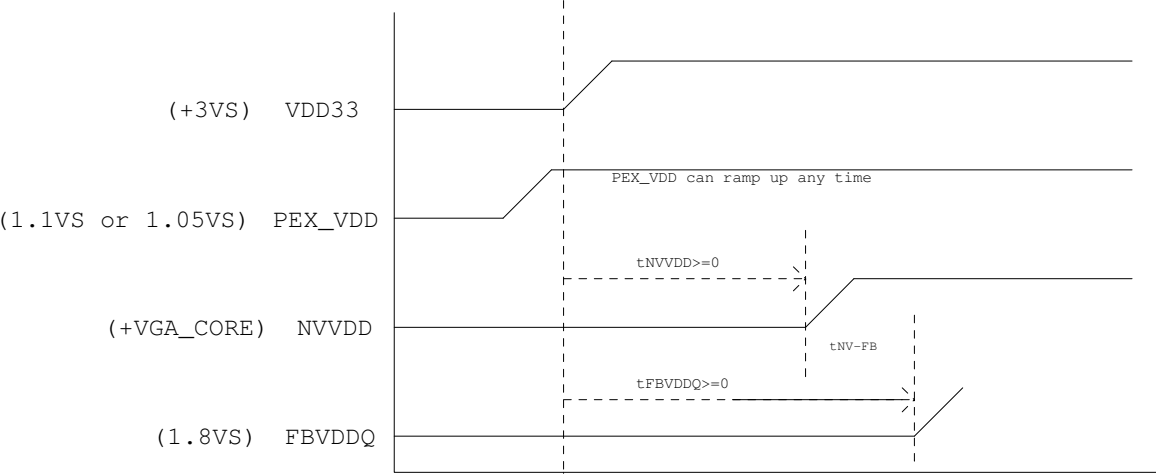 (+3VS) VDD33
PEX_VDD can ramp up any time
(1.1VS or 1.05VS) PEX_VDD
tNVVDD>=0
(+VGA_CORE) NVVDD
tNV-FB
tFBVDDQ>=0
(1.8VS) FBVDDQ